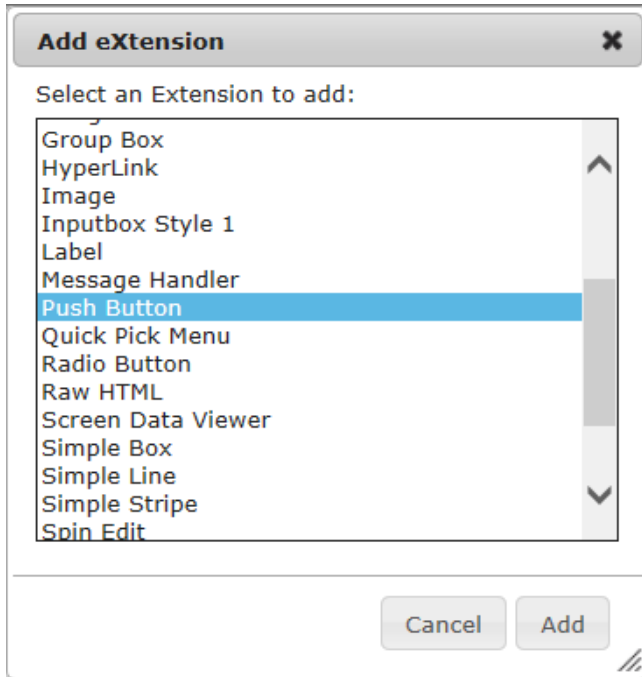 Add eXtension
Select an Extension to add:
Group Box
HyperLink
Image
Inputbox Style 1
Label
Message Handler
Push Button
Quick Pick Menu
Radio Button
Raw HTML
Screen Data Viewer
Simple Box
Simple Line
Simple Stripe
Spin Edit
Cancel Add